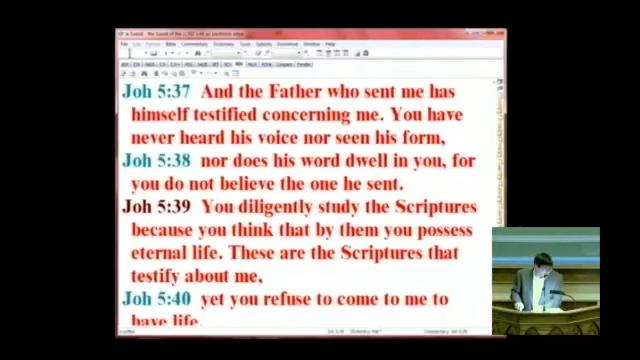 Joh 5:37 And the Father who sent me has
himself testified concerning me. You have
never heard his voice nor seen his form,
Joh 5:38 nor does his word dwell in you, for
you do not believe the one he sent.
Joh 5:39 You diligently study the Scriptures
because you think that by them you possess
eternal life. These are the Scriptures that
testify about me,
Joh 5:40 yet you refuse to come to me to
have life.